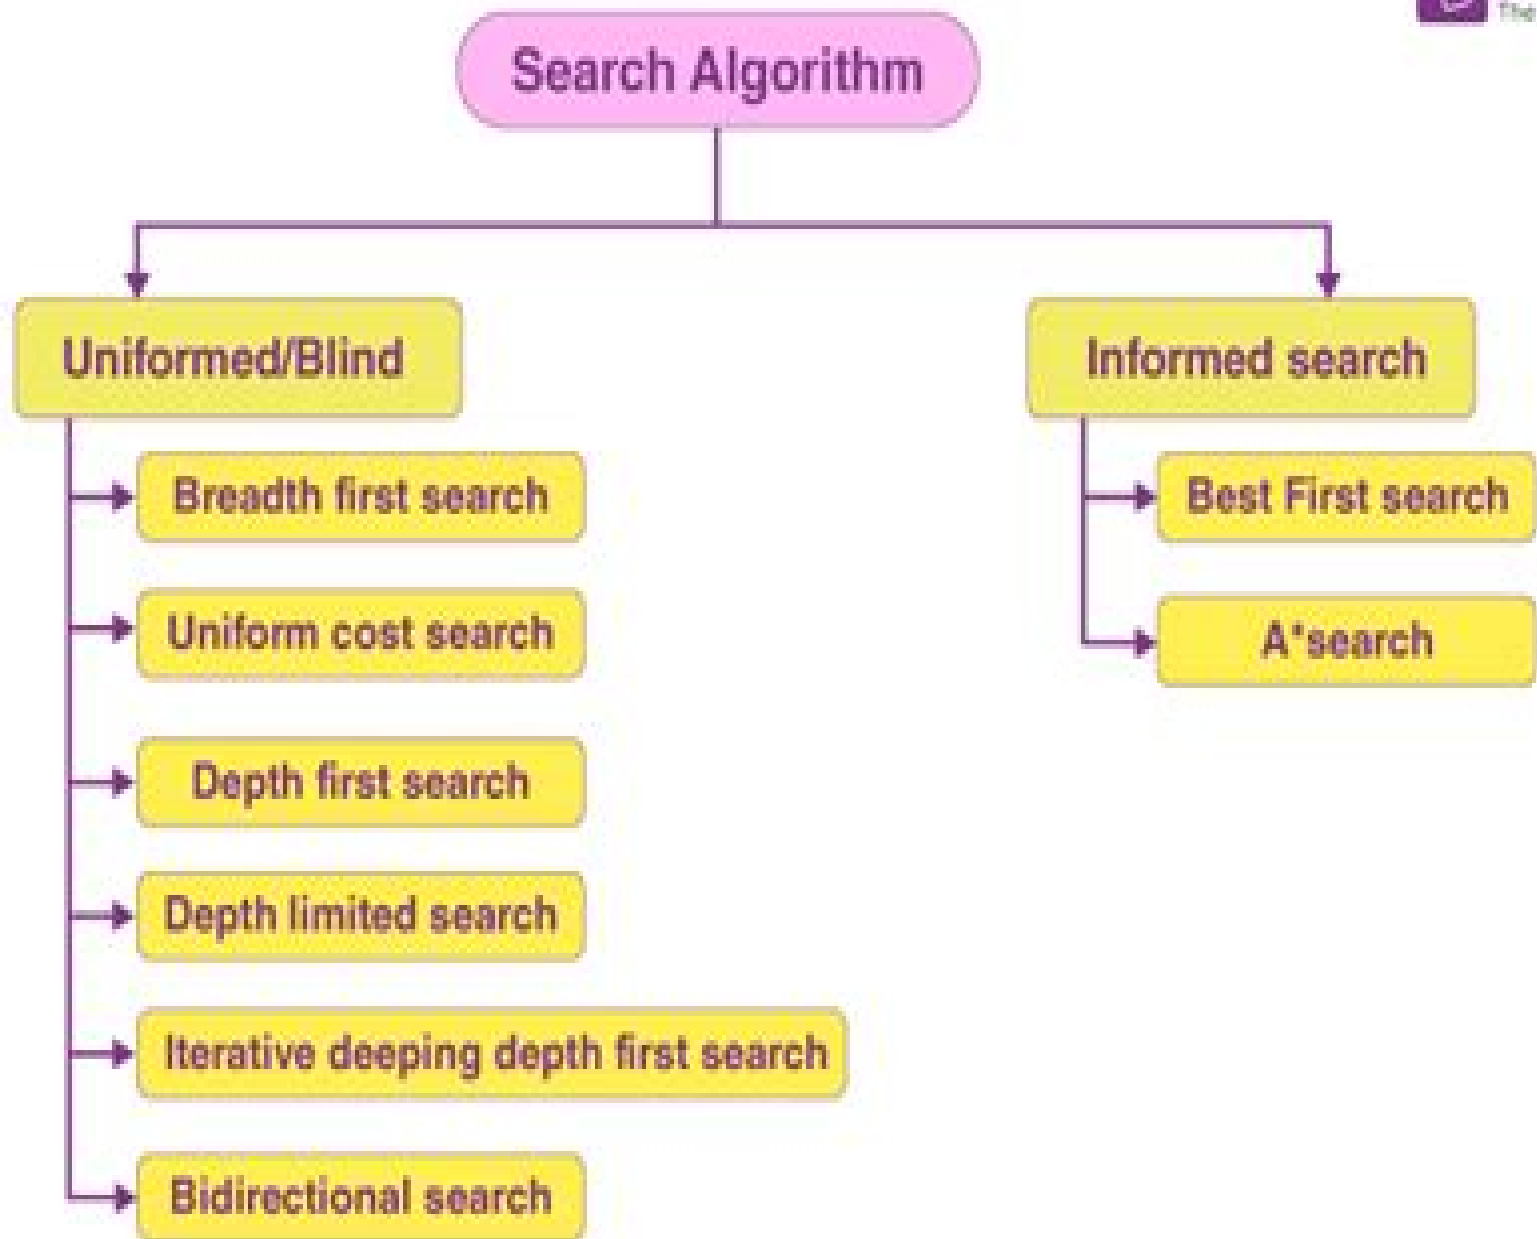 The
Search Algorithm
Uniformed/Blind
Informed search
Breadth first search
Best First search
Uniform cost search
A*search
Depth first search
Depth limited search
Iterative deeping depth first search
Bidirectional search